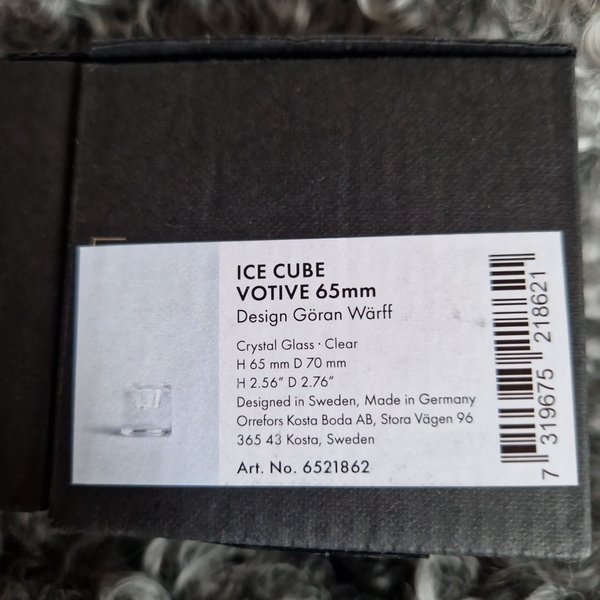 ICE CUBE
VOTIVE 65mm
Design Göran Wärff
Crystal Glass · Clear
H 65 mm D 70 mm
H 2.56” D 2.76”
Designed in Sweden, Made in Germany
Orrefors Kosta Boda AB, Stora Vägen 96
365 43 Kosta, Sweden
Art. No. 6521862
7 319675 218621